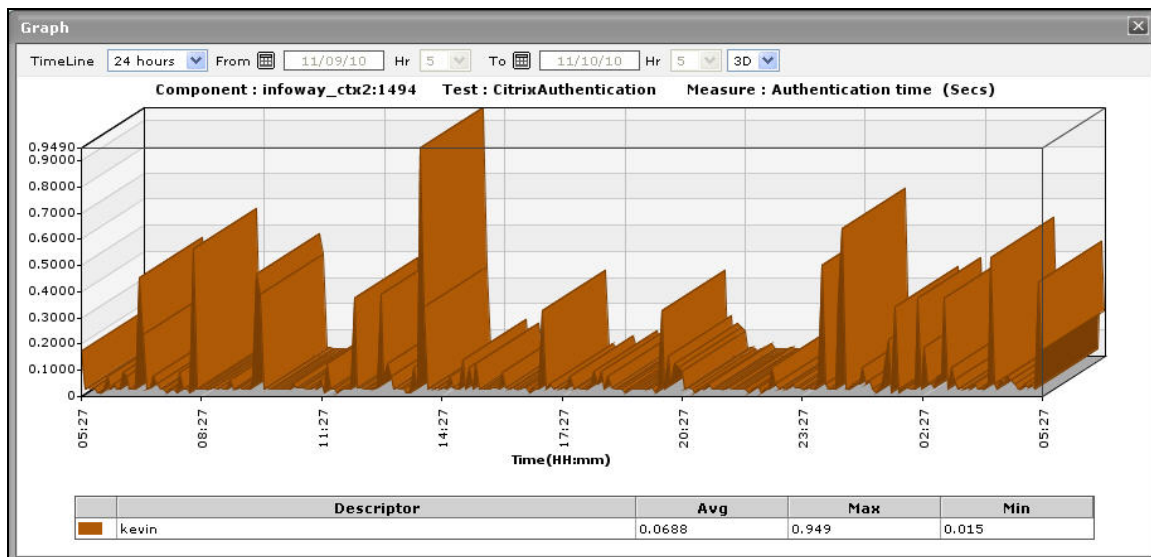 Graph
TimeLine 24 hours From 11/09/10 Hr 5 To 11/10/10 Hr 5 3D
Component : infoway_ctx2:1494 Test : CitrixAuthentication Measure : Authentication time (Secs)
0.9490
0.9000
0.8000
0.7000
0.6000
0.5000
0.4000
0.3000
0.2000
0.1000
0
05:27 08:27 11:27 14:27 17:27 20:27 23:27 02:27 05:27
Time(HH:mm)
Descriptor Avg Max Min
kevin 0.0688 0.949 0.015